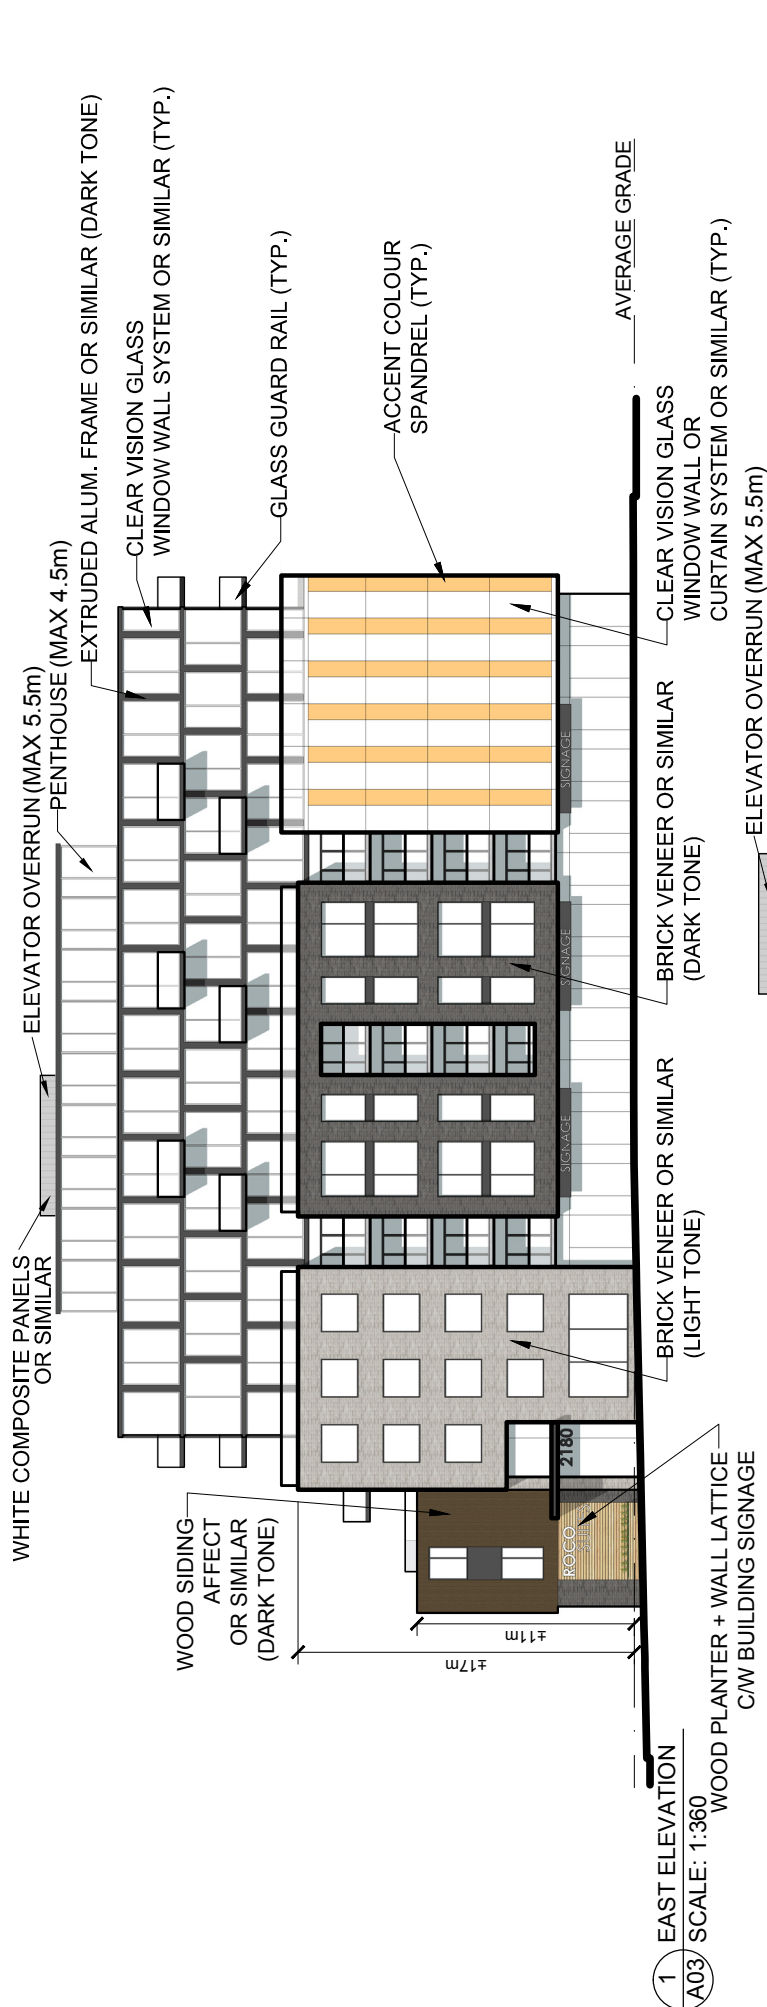 WHITE COMPOSITE PANELS
OR SIMILAR
ELEVATOR OVERRUN (MAX 5.5m)
PENTHOUSE (MAX 4.5m)
EXTRUDED ALUM. FRAME OR SIMILAR (DARK TONE)
CLEAR VISION GLASS
WINDOW WALL SYSTEM OR SIMILAR (TYP.)
GLASS GUARD RAIL (TYP.)
ACCENT COLOUR
SPANDREL (TYP.)
AVERAGE GRADE
WOOD SIDING
AFFECT
OR SIMILAR
(DARK TONE)
±17m
±11m
ROCO
2180
SIGNAGE
SIGNAGE
SIGNAGE
WOOD PLANTER + WALL LATTICE
C/W BUILDING SIGNAGE
BRICK VENEER OR SIMILAR
(LIGHT TONE)
BRICK VENEER OR SIMILAR
(DARK TONE)
CLEAR VISION GLASS
WINDOW WALL OR
CURTAIN SYSTEM OR SIMILAR (TYP.)
1
A03
EAST ELEVATION
SCALE: 1:360
ELEVATOR OVERRUN (MAX 5.5m)